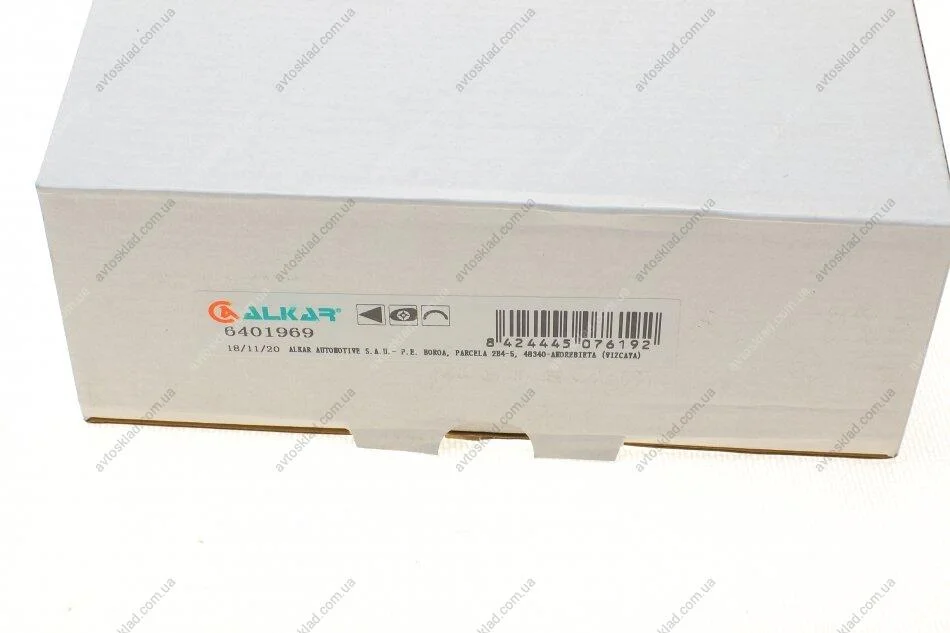 ALKAR®
6401969
8 424445 076192
18/11/20 ALKAR AUTOMOTIVE S.A.U.- P.E. BOROA, PARCELA 2B4-5, 48340-AMOREBIETA (VIZCAYA)
avtosklad.com.ua